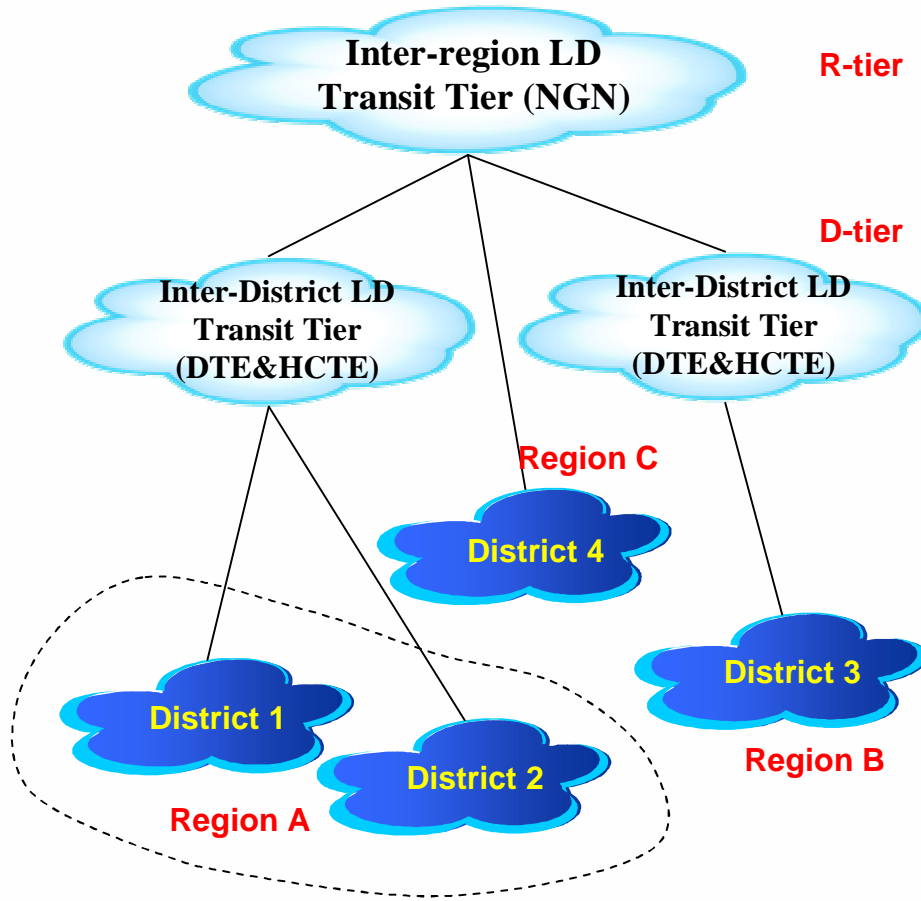 Inter-region LD
Transit Tier (NGN)
R-tier
D-tier
Inter-District LD
Transit Tier
(DTE&HCTE)
Inter-District LD
Transit Tier
(DTE&HCTE)
Region C
District 4
District 3
District 1
Region B
District 2
Region A